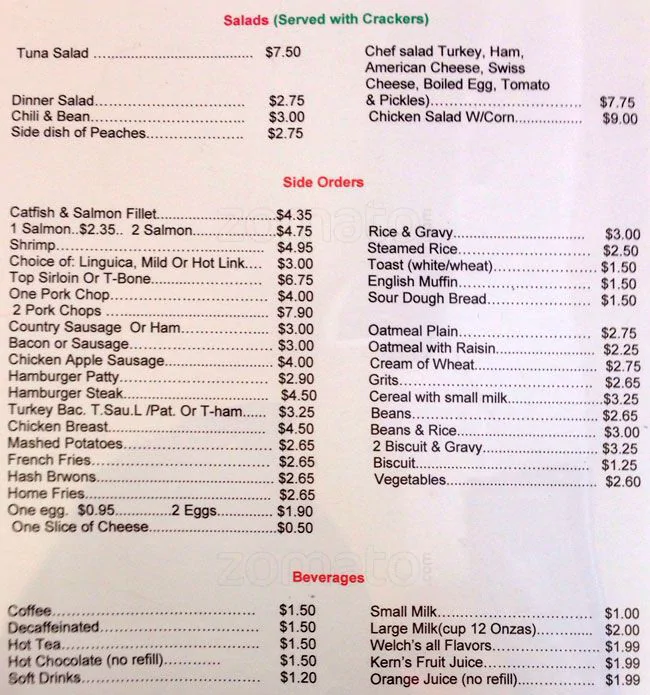 Salads (Served with Crackers)
Tuna Salad ................................ $7.50
Dinner Salad................................ $2.75
Chili & Bean................................ $3.00
Side dish of Peaches.................. $2.75
Chef salad Turkey, Ham,
American Cheese, Swiss
Cheese, Boiled Egg, Tomato
& Pickles)............................... $7.75
Chicken Salad W/Corn................ $9.00
Side Orders
Catfish & Salmon Fillet.........................$4.35
1 Salmon..$2.35.. 2 Salmon..................$4.75
Shrimp.............................................. $4.95
Choice of: Linguica, Mild Or Hot Link.... $3.00
Top Sirloin Or T-Bone......................... $6.75
One Pork Chop.................................. $4.00
2 Pork Chops ................................... $7.90
Country Sausage Or Ham................... $3.00
Bacon or Sausage.............................. $3.00
Chicken Apple Sausage...................... $4.00
Hamburger Patty................................ $2.90
Hamburger Steak............................... $4.50
Turkey Bac. T.Sau.L /Pat. Or T-ham...... $3.25
Chicken Breast.................................. $4.50
Mashed Potatoes............................... $2.65
French Fries...................................... $2.65
Hash Brwons..................................... $2.65
Home Fries........................................ $2.65
One egg. $0.95.............2 Eggs........... $1.90
One Slice of Cheese...........................$0.50
Rice & Gravy.............................. $3.00
Steamed Rice............................. $2.50
Toast (white/wheat)........................ $1.50
English Muffin............................. $1.50
Sour Dough Bread....................... $1.50
Oatmeal Plain............................. $2.75
Oatmeal with Raisin...................... $2.25
Cream of Wheat........................... $2.75
Grits........................................... $2.65
Cereal with small milk....................$3.25
Beans..........................................$2.65
Beans & Rice............................... $3.00
2 Biscuit & Gravy......................... $3.25
Biscuit........................................ $1.25
Vegetables.................................. $2.60
zomato.com
zomato.com
Beverages
Coffee........................................ $1.50
Decaffeinated............................... $1.50
Hot Tea....................................... $1.50
Hot Chocolate (no refill)............ $1.50
Soft Drinks................................... $1.20
Small Milk................................... $1.00
Large Milk(cup 12 Onzas)............ $2.00
Welch's all Flavors....................... $1.99
Kern's Fruit Juice......................... $1.99
Orange Juice (no refill).................. $1.99